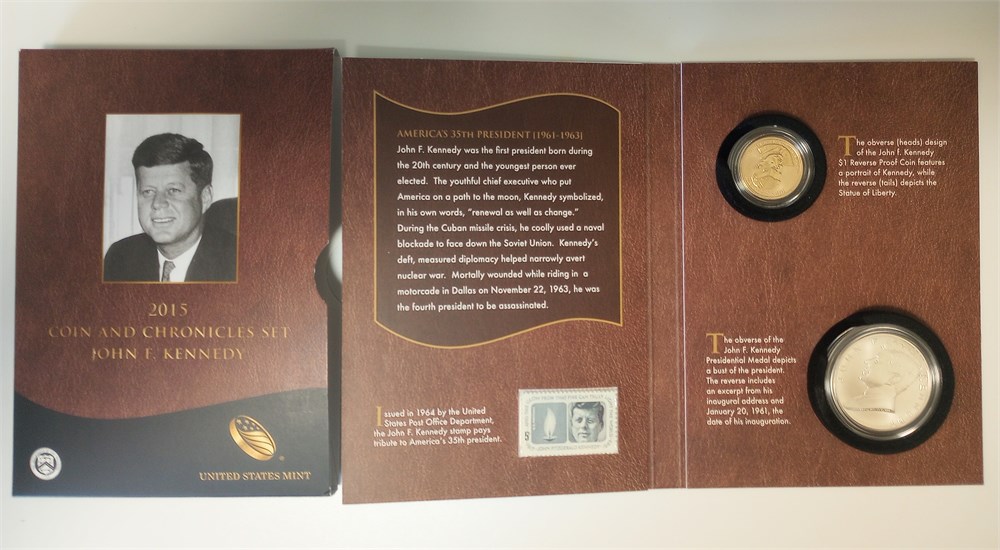 2015
COIN AND CHRONICLES SET
JOHN F. KENNEDY
UNITED STATES MINT
AMERICA'S 35TH PRESIDENT (1961-1963)
John F. Kennedy was the first president born during
the 20th century and the youngest person ever
elected. The youthful chief executive who put
America on a path to the moon, Kennedy symbolized,
in his own words, "renewal as well as change."
During the Cuban missile crisis, he coolly used a naval
blockade to face down the Soviet Union. Kennedy's
deft, measured diplomacy helped narrowly avert
nuclear war. Mortally wounded while riding in a
motorcade in Dallas on November 22, 1963, he was
the fourth president to be assassinated.
Issued in 1964 by the United
States Post Office Department,
the John F. Kennedy stamp pays
tribute to America's 35th president.
The obverse (heads) design
of the John f. Kennedy
$1 Reverse Proof Coin features
a portrait of Kennedy, while
the reverse (tails) depicts the
Statue of Liberty.
The obverse of the
John F. Kennedy
Presidential Medal depicts
a bust of the president.
The reverse includes
an excerpt from his
inaugural address and
January 20, 1961, the
date of his inauguration.